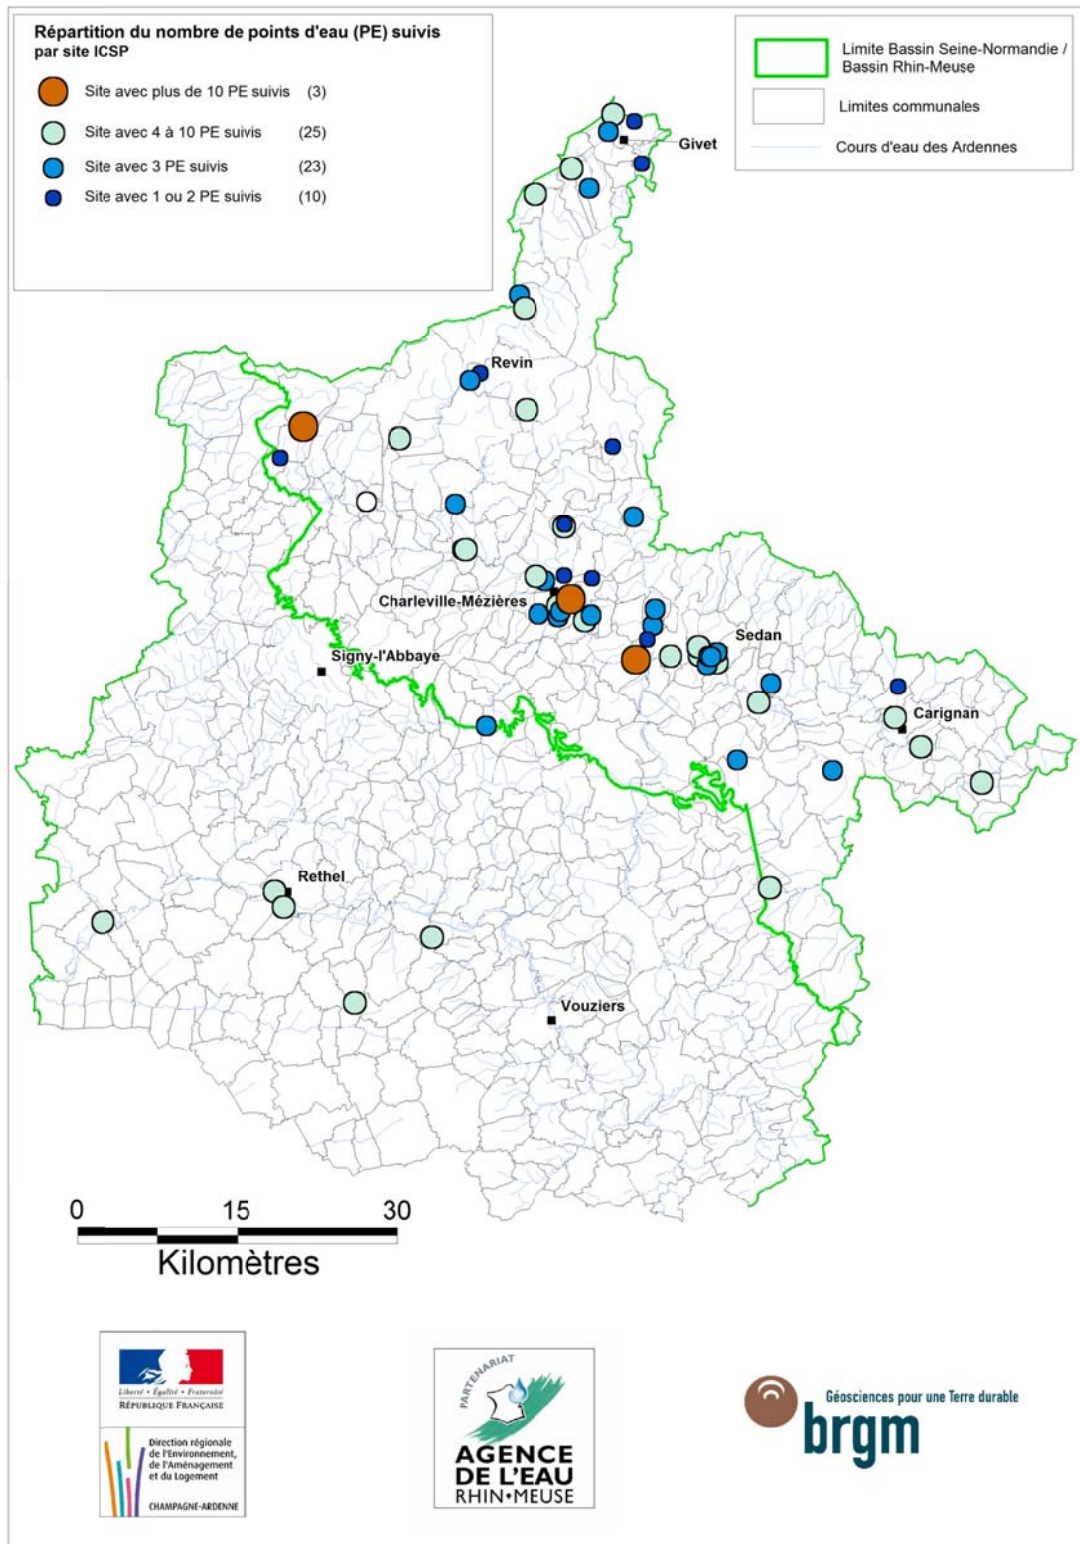 Répartition du nombre de points d'eau (PE) suivis
par site ICSP
Site avec plus de 10 PE suivis (3)
Site avec 4 à 10 PE suivis (25)
Site avec 3 PE suivis (23)
Site avec 1 ou 2 PE suivis (10)
Limite Bassin Seine-Normandie /
Bassin Rhin-Meuse
Limites communales
Cours d'eau des Ardennes
Givet
Revin
Charleville-Mézières
Sedan
Signy-l'Abbaye
Carignan
Rethel
Vouziers
0 15 30
Kilomètres
Liberté • Égalité • Fraternité
RÉPUBLIQUE FRANÇAISE
Direction régionale
de l'Environnement,
de l'Aménagement
et du Logement
CHAMPAGNE-ARDENNE
PARTENARIAT
AGENCE
DE L'EAU
RHIN•MEUSE
Géosciences pour une Terre durable
brgm